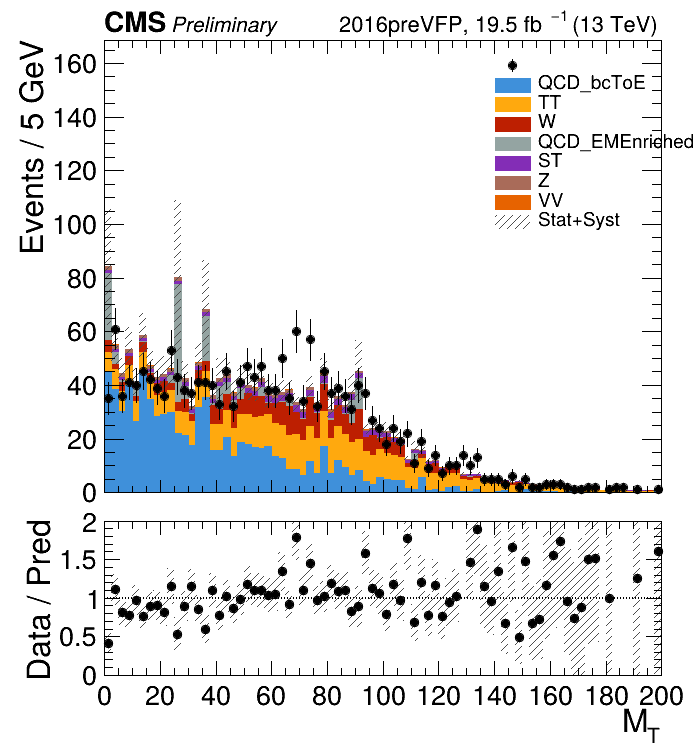 CMS Preliminary 2016preVFP, 19.5 fb ⁻¹ (13 TeV)
Events / 5 GeV
160
140
120
100
80
60
40
20
0
QCD_bcToE
TT
W
QCD_EMEnriched
ST
Z
VV
Stat+Syst
Data / Pred
2
1.5
1
0.5
0
0 20 40 60 80 100 120 140 160 180 200
M_T